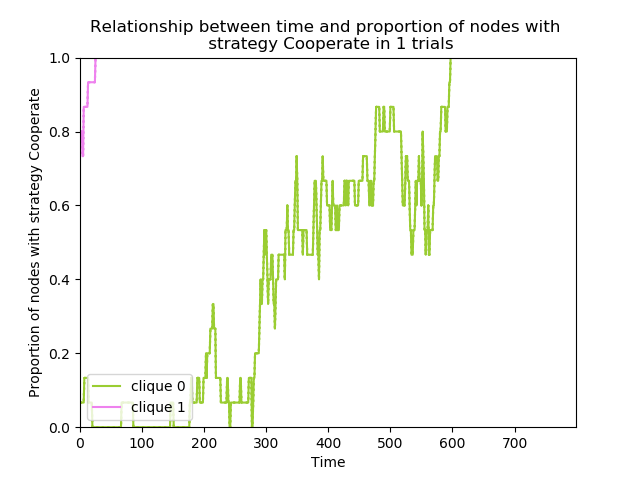 Relationship between time and proportion of nodes with
strategy Cooperate in 1 trials
Proportion of nodes with strategy Cooperate
1.0
0.8
0.6
0.4
0.2
0.0
clique 0
clique 1
0 100 200 300 400 500 600 700
Time